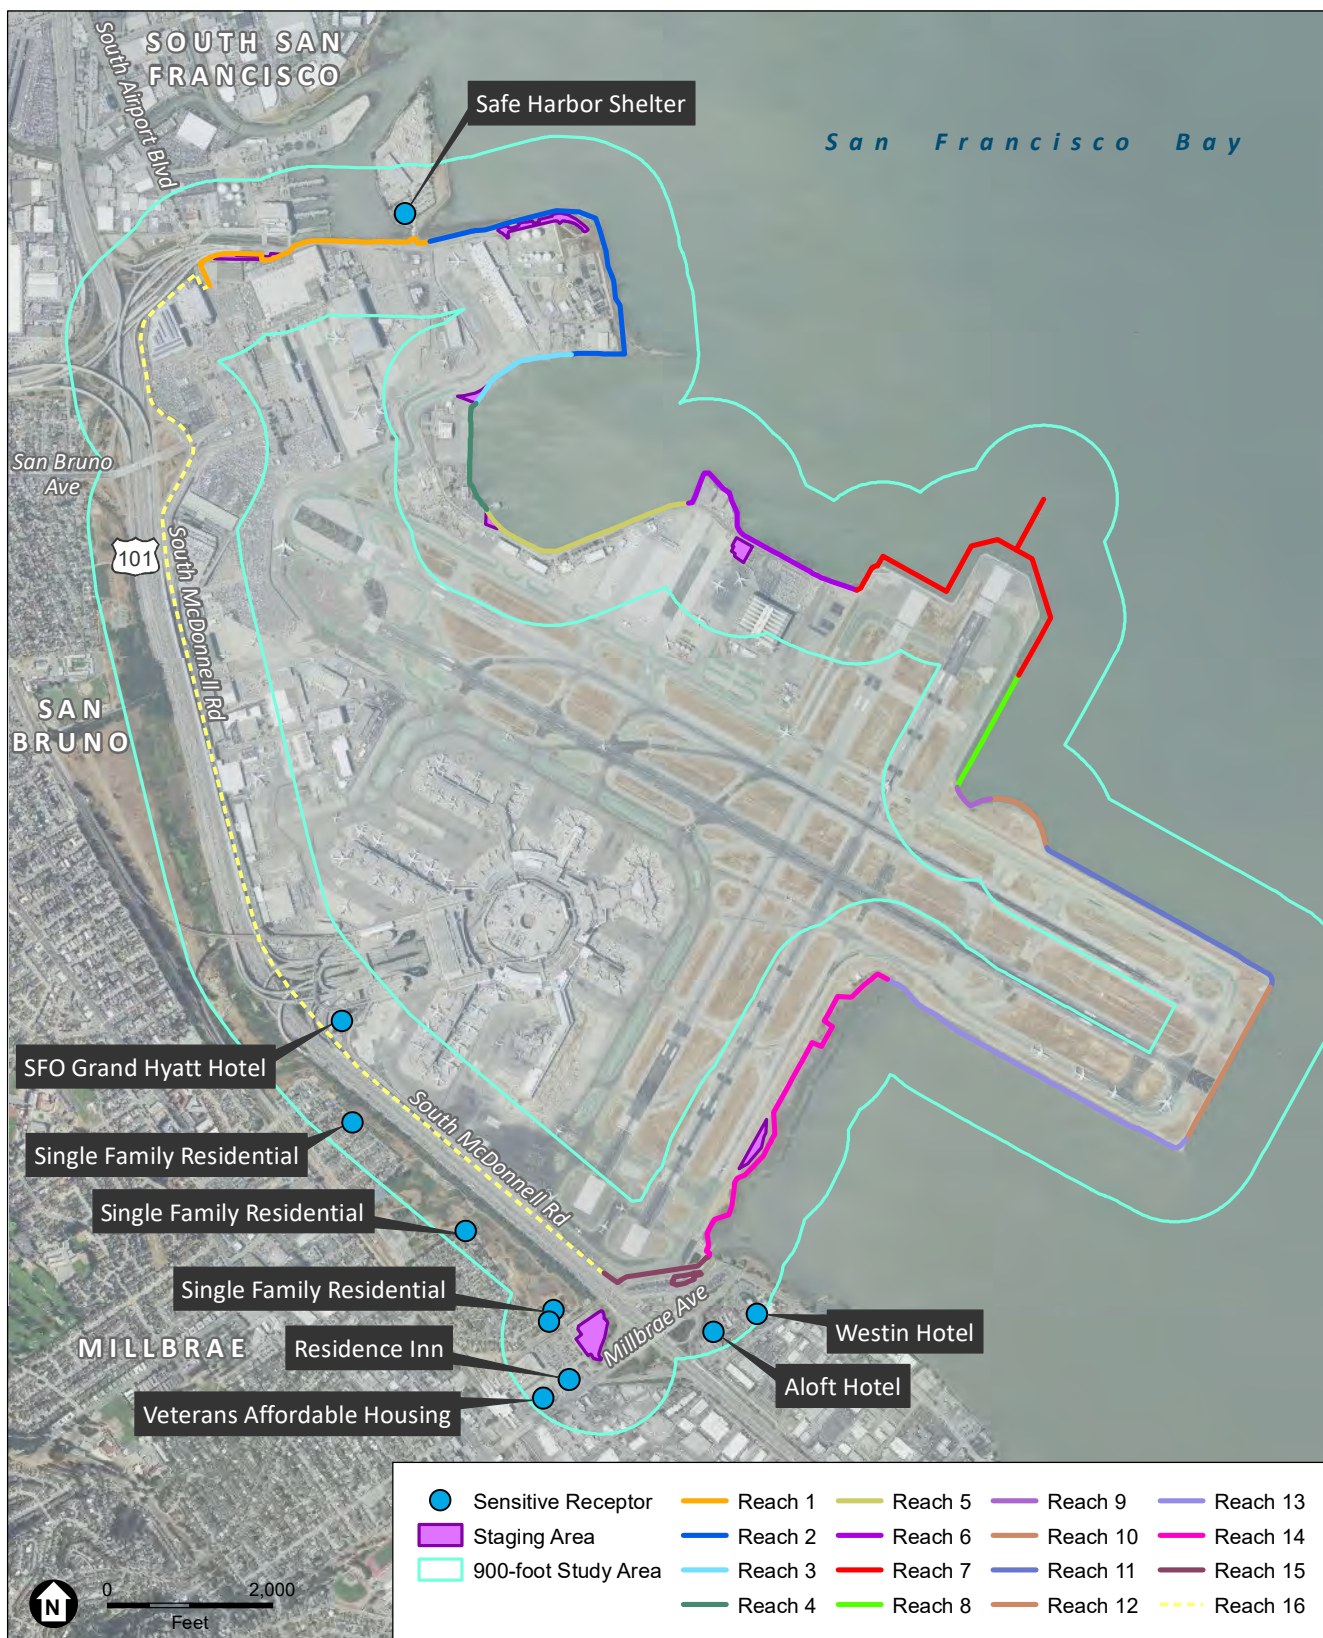 SOUTH SAN
FRANCISCO
South Airport Blvd
Safe Harbor Shelter
San Francisco Bay
San Bruno
Ave
101
South McDonnell Rd
SAN
BRUNO
SFO Grand Hyatt Hotel
Single Family Residential
South McDonnell Rd
Single Family Residential
Single Family Residential
Millbrae Ave
Westin Hotel
MILLBRAE
Residence Inn
Aloft Hotel
Veterans Affordable Housing
Sensitive Receptor
Staging Area
900-foot Study Area
Reach 1
Reach 2
Reach 3
Reach 4
Reach 5
Reach 6
Reach 7
Reach 8
Reach 9
Reach 10
Reach 11
Reach 12
Reach 13
Reach 14
Reach 15
Reach 16
N
0 2,000
Feet